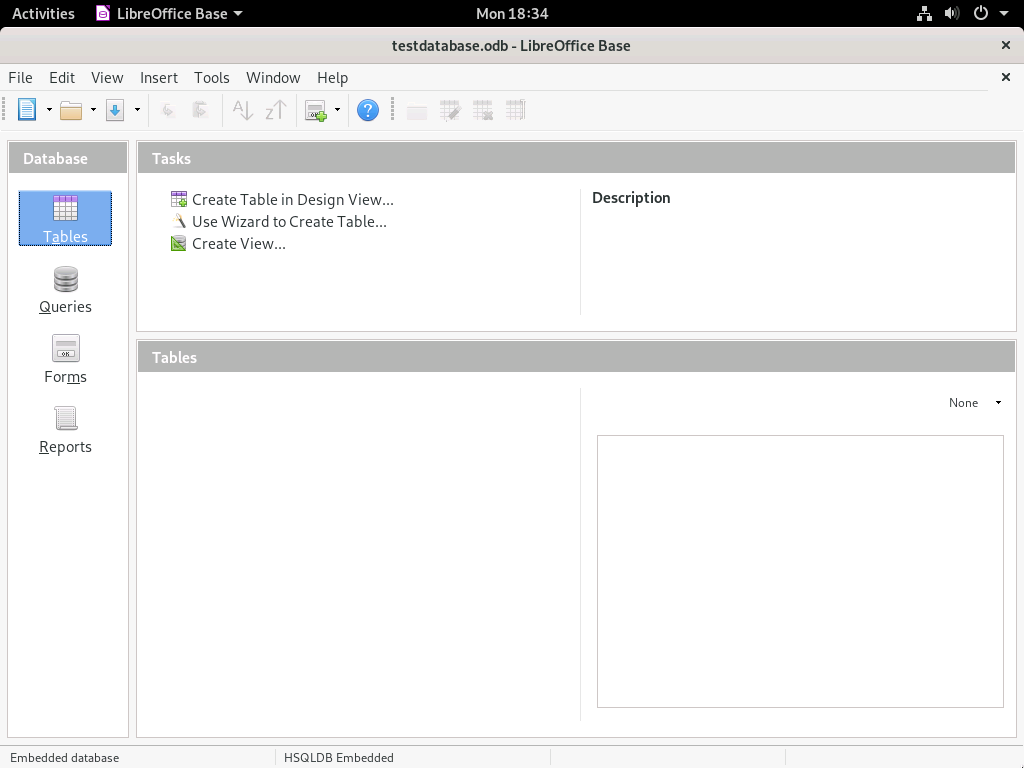 Activities LibreOffice Base Mon 18:34
testdatabase.odb - LibreOffice Base
File Edit View Insert Tools Window Help
Database
Tables
Queries
Forms
Reports
Tasks
Create Table in Design View...
Use Wizard to Create Table...
Create View...
Description
Tables
None
Embedded database HSQLDB Embedded